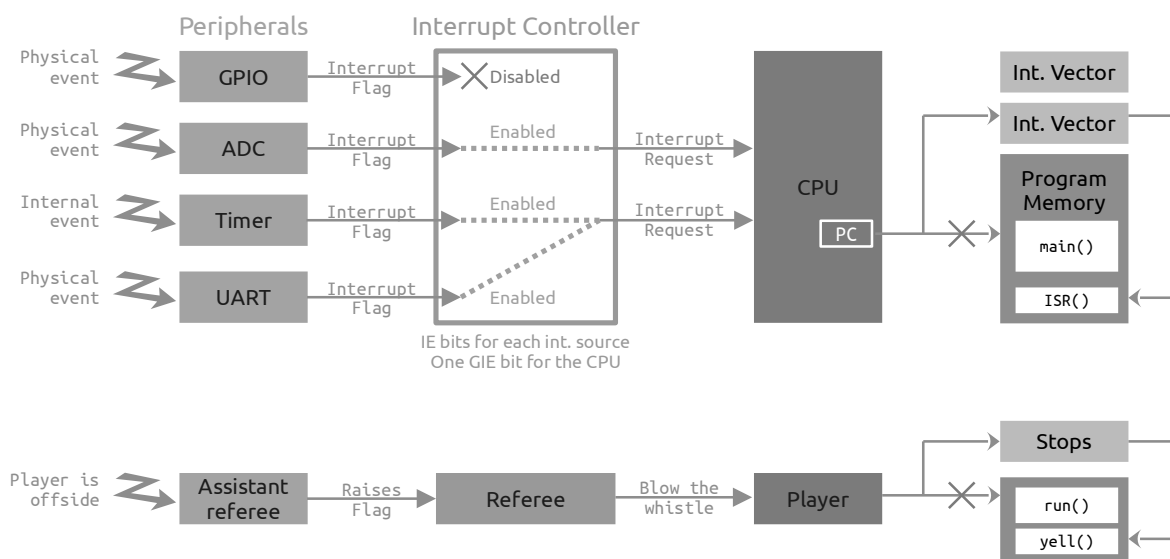 Peripherals
Interrupt Controller
Physical
event
GPIO
Interrupt
Flag
Disabled
Int. Vector
Physical
event
ADC
Interrupt
Flag
Enabled
Interrupt
Request
CPU
Int. Vector
Internal
event
Timer
Interrupt
Flag
Enabled
Interrupt
Request
PC
Program
Memory
main()
Physical
event
UART
Interrupt
Flag
Enabled
ISR()
IE bits for each int. source
One GIE bit for the CPU
Stops
Player is
offside
Assistant
referee
Raises
Flag
Referee
Blow the
whistle
Player
run()
yell()